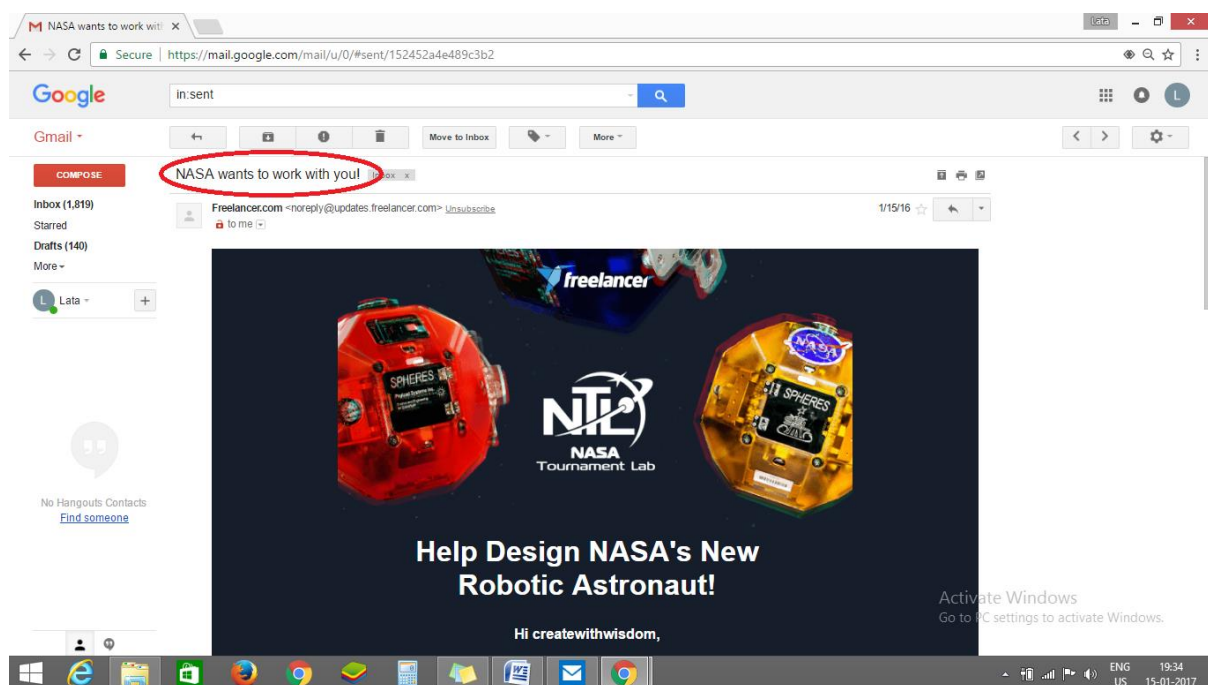 NASA wants to work wit
Lata
Secure https://mail.google.com/mail/u/0/#sent/152452a4e489c3b2
Google
in:sent
L
Gmail
Move to Inbox
More
COMPOSE
NASA wants to work with you! Inbox x
Inbox (1,819)
Freelancer.com <noreply@updates.freelancer.com> Unsubscribe
1/15/16
Starred
to me
Drafts (140)
More
L Lata
freelancer
SPHERES
NASA
SPHERES
NTL
NASA
Tournament Lab
No Hangouts Contacts
Find someone
Help Design NASA's New
Robotic Astronaut!
Hi createwithwisdom,
Activate Windows
Go to PC settings to activate Windows.
ENG
US
19:34
15-01-2017